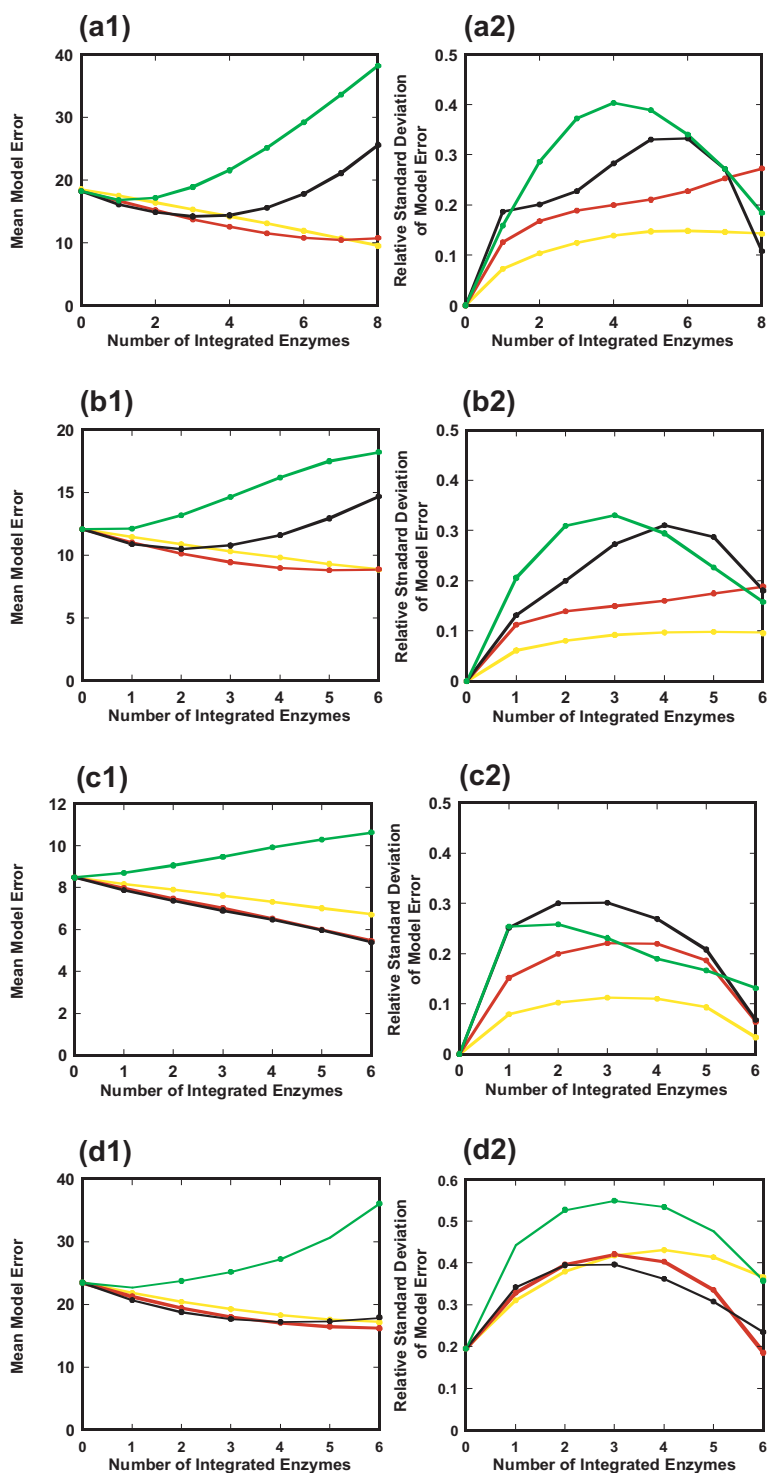 (a1)
40
30
20
10
0
Mean Model Error
0 2 4 6 8
Number of Integrated Enzymes
(a2)
0.5
0.4
0.3
0.2
0.1
0
Relative Standard Deviation
of Model Error
0 2 4 6 8
Number of Integrated Enzymes
(b1)
20
15
10
5
0
Mean Model Error
0 1 2 3 4 5 6
Number of Integrated Enzymes
(b2)
0.5
0.4
0.3
0.2
0.1
0
Relative Stnadard Deviation
of Model Error
0 1 2 3 4 5 6
Number of Integrated Enzymes
(c1)
12
10
8
6
4
2
0
Mean Model Error
0 1 2 3 4 5 6
Number of Integrated Enzymes
(c2)
0.5
0.4
0.3
0.2
0.1
0
Relative Standard Deviation
of Model Error
0 1 2 3 4 5 6
Number of Integrated Enzymes
(d1)
40
30
20
10
0
Mean Model Error
0 1 2 3 4 5 6
Number of Integrated Enzymes
(d2)
0.6
0.5
0.4
0.3
0.2
0.1
0
Relative Standard Deviation
of Model Error
0 1 2 3 4 5 6
Number of Integrated Enzymes